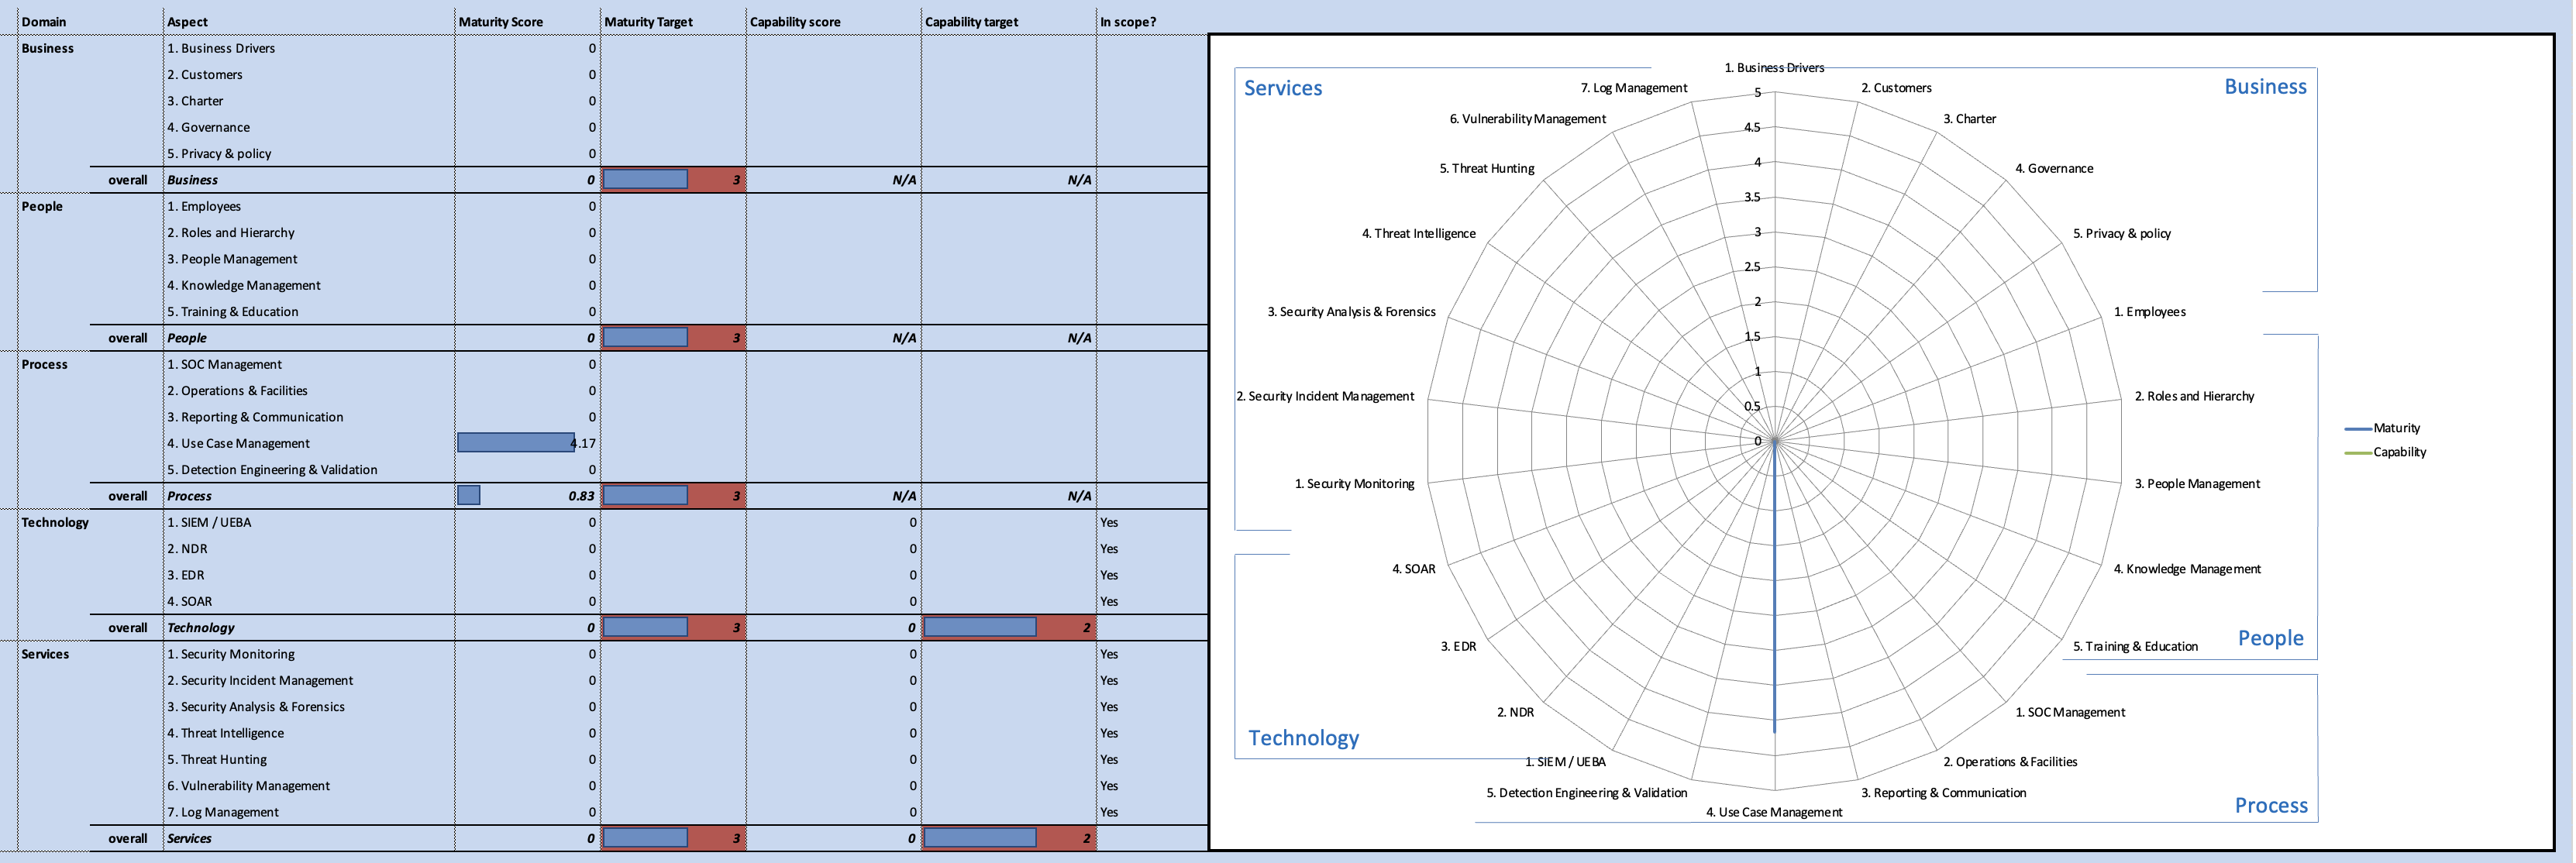 Domain Aspect Maturity Score Maturity Target Capability score Capability target In scope?
Business 1. Business Drivers 0
2. Customers 0
3. Charter 0
4. Governance 0
5. Privacy & policy 0
overall Business 0 3 N/A N/A
People 1. Employees 0
2. Roles and Hierarchy 0
3. People Management 0
4. Knowledge Management 0
5. Training & Education 0
overall People 0 3 N/A N/A
Process 1. SOC Management 0
2. Operations & Facilities 0
3. Reporting & Communication 0
4. Use Case Management 4.17
5. Detection Engineering & Validation 0
overall Process 0.83 3 N/A N/A
Technology 1. SIEM / UEBA 0 0 Yes
2. NDR 0 0 Yes
3. EDR 0 0 Yes
4. SOAR 0 0 Yes
overall Technology 0 3 0 2
Services 1. Security Monitoring 0 0 Yes
2. Security Incident Management 0 0 Yes
3. Security Analysis & Forensics 0 0 Yes
4. Threat Intelligence 0 0 Yes
5. Threat Hunting 0 0 Yes
6. Vulnerability Management 0 0 Yes
7. Log Management 0 0 Yes
overall Services 0 3 0 2
Services
Business
1. Business Drivers
2. Customers
3. Charter
4. Governance
5. Privacy & policy
1. Employees
2. Roles and Hierarchy
3. People Management
4. Knowledge Management
5. Training & Education
People
1. SOC Management
2. Operations & Facilities
3. Reporting & Communication
Process
4. Use Case Management
5. Detection Engineering & Validation
1. SIEM / UEBA
Technology
2. NDR
3. EDR
4. SOAR
1. Security Monitoring
2. Security Incident Management
3. Security Analysis & Forensics
4. Threat Intelligence
5. Threat Hunting
6. Vulnerability Management
7. Log Management
5
4.5
4
3.5
3
2.5
2
1.5
1
0.5
0
Maturity
Capability